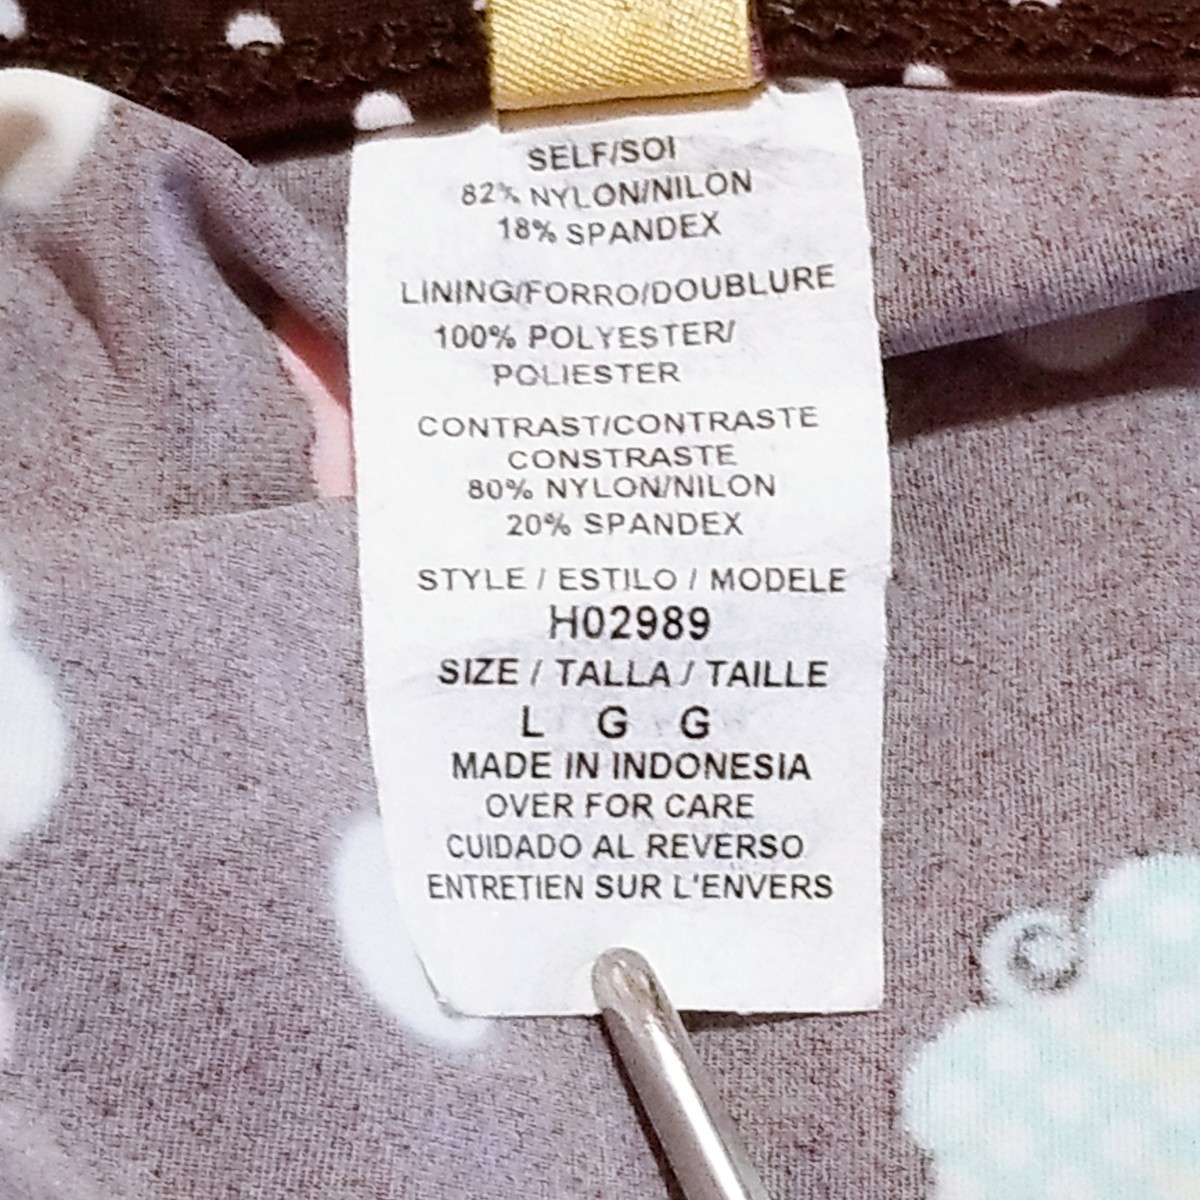 SELF/SOI
82% NYLON/NILON
18% SPANDEX
LINING/FORRO/DOUBLURE
100% POLYESTER/
POLIESTER
CONTRAST/CONTRASTE
CONSTRASTE
80% NYLON/NILON
20% SPANDEX
STYLE / ESTILO / MODELE
H02989
SIZE / TALLA / TAILLE
L G G
MADE IN INDONESIA
OVER FOR CARE
CUIDADO AL REVERSO
ENTRETIEN SUR L'ENVERS